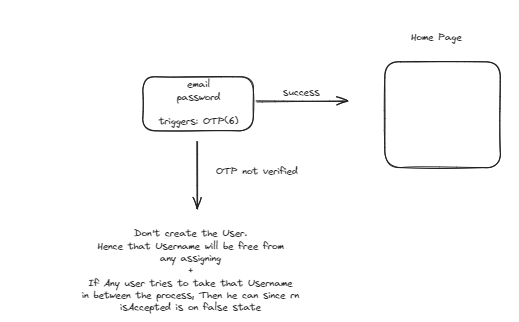 Home Page
email
password
triggers: OTP(6)
success
OTP not verified
Don't create the User.
Hence that Username will be free from
any assigning
+
If Any user tries to take that Username
in between the process, Then he can since rn
isAccepted is on false state